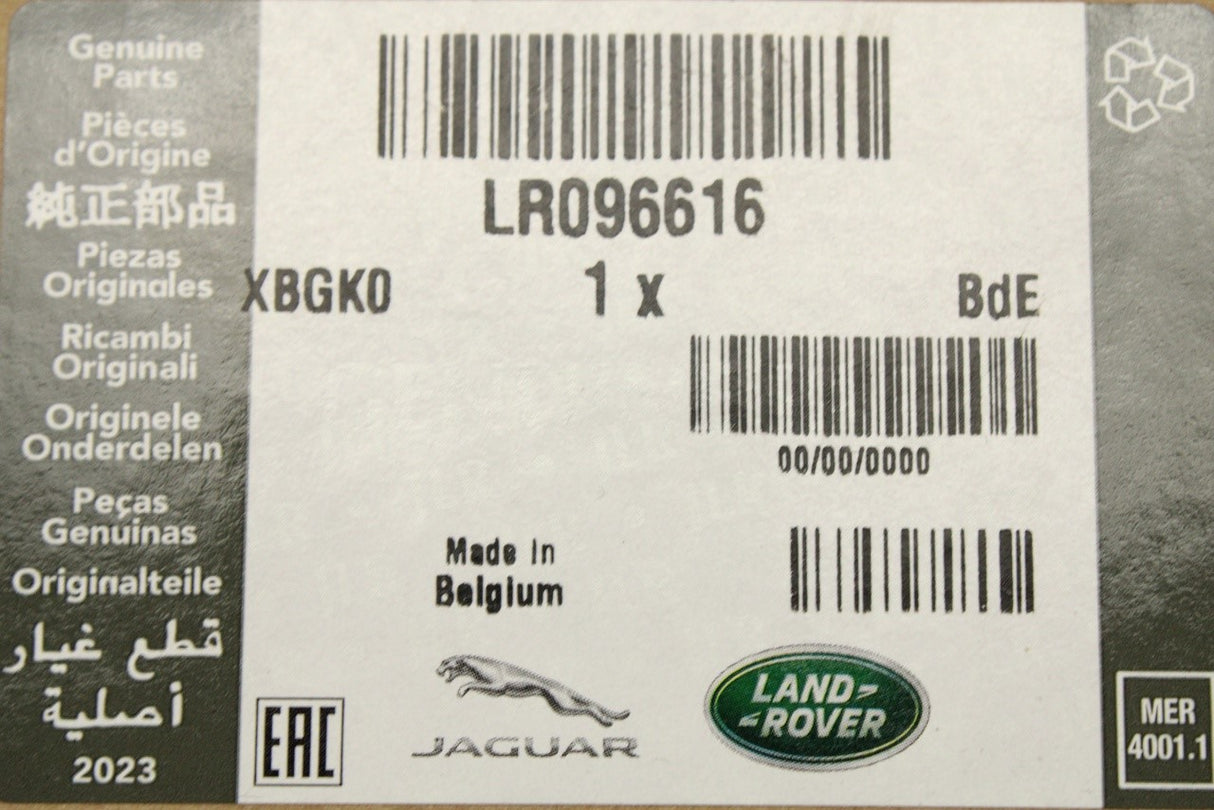 Genuine
Parts
Pièces
d'Origine
純正部品
Piezas
Originales
Ricambi
Originali
Originele
Onderdelen
Peças
Genuinas
Originalteile
قطع غيار
أصلية
2023
LR096616
XBGK0 1 x BdE
00/00/0000
Made In
Belgium
EAC
JAGUAR
LAND
ROVER
MER
4001.1